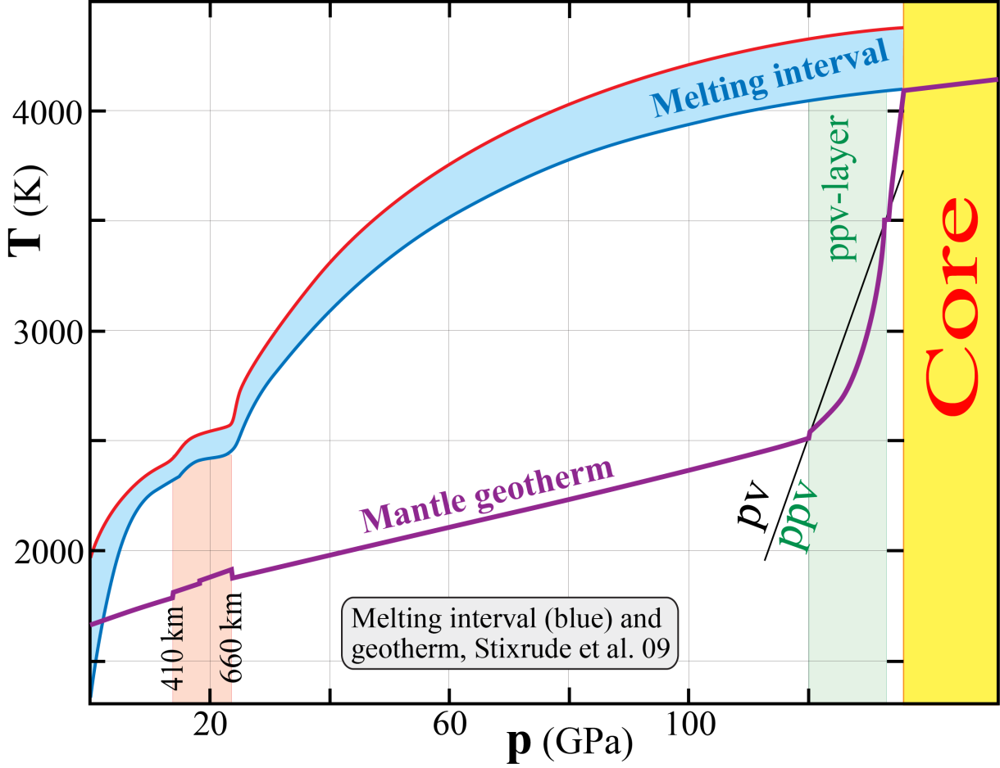 Melting interval
4000
ppv-layer
T (K)
Core
3000
Mantle geotherm
pv
ppv
2000
410 km
660 km
Melting interval (blue) and
geotherm, Stixrude et al. 09
20
60
100
p (GPa)